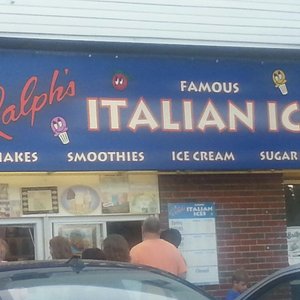 Ralph's
FAMOUS
ITALIAN IC
HAKES SMOOTHIES ICE CREAM SUGAR
ITALIAN
ICES